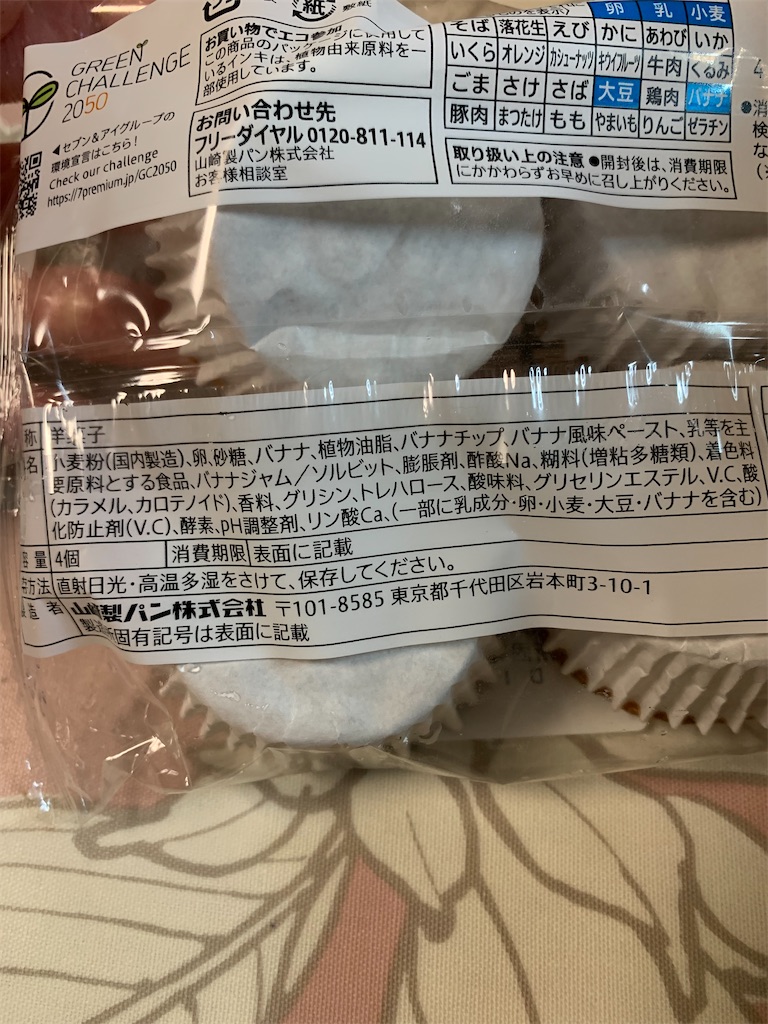 紙 敷紙
お買い物でエコ参加
この商品のパッケージに使用して
いるインキは、植物由来原料を一
部使用しています。
お問い合わせ先
フリーダイヤル 0120-811-114
山崎製パン株式会社
お客様相談室
GREEN
CHALLENGE
2050
◀セブン&アイグループの
環境宣言はこちら!
Check our challenge
https://7premium.jp/GC2050
卵 乳 小麦
そば 落花生 えび かに あわび いか
いくら オレンジ カシューナッツ キウイフルーツ 牛肉 くるみ
ごま さけ さば 大豆 鶏肉 バナナ
豚肉 まつたけ もも やまいも りんご ゼラチン
取り扱い上の注意 ●開封後は、消費期限
にかかわらずお早めに召し上がりください。
称 洋菓子
名 小麦粉(国内製造)、卵、砂糖、バナナ、植物油脂、バナナチップ、バナナ風味ペースト、乳等を主
要原料とする食品、バナナジャム/ソルビット、膨脹剤、酢酸Na、糊料(増粘多糖類)、着色料
(カラメル、カロテノイド)、香料、グリシン、トレハロース、酸味料、グリセリンエステル、V.C、酸
化防止剤(V.C)、酵素、pH調整剤、リン酸Ca、(一部に乳成分・卵・小麦・大豆・バナナを含む)
容量 4個 消費期限 表面に記載
方法 直射日光・高温多湿をさけて、保存してください。
製造者 山崎製パン株式会社 〒101-8585 東京都千代田区岩本町3-10-1
固有記号は表面に記載